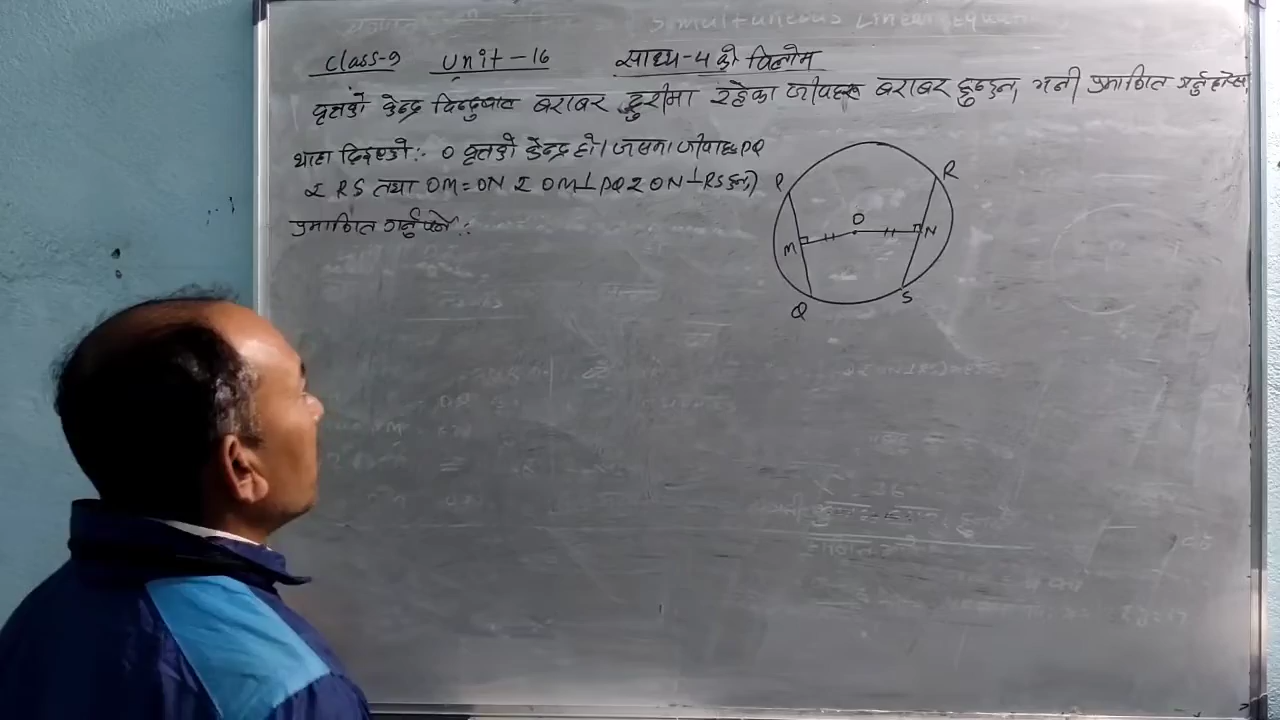 Simultaneous Linear Equ
Class-9 Unit-16 साध्य-4 को विलोम
वृत्तको केन्द्र विन्दुबाट बराबर दुरीमा रहेका जीवाहरू बराबर हुन्छन् भनी प्रमाणित गर्नुहोस्
थाहा दिइएको:- O वृत्तको केन्द्र हो। जसमा जीवाहरू PQ
र RS तथा OM=ON र OM⊥PQ र ON⊥RS छन्।
प्रमाणित गर्नुपर्ने:-
P
R
O
M
N
Q
S